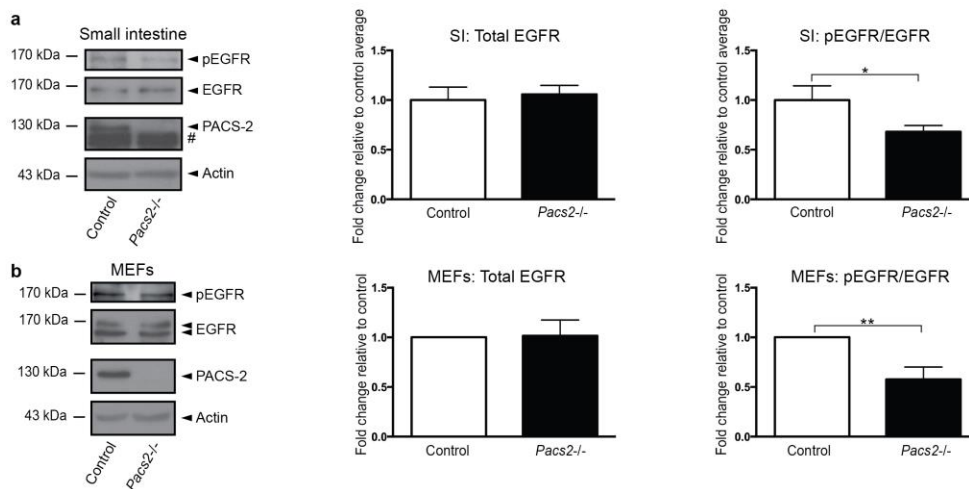 a
Small intestine
170 kDa
pEGFR
170 kDa
EGFR
130 kDa
PACS-2
#
43 kDa
Actin
Control
Pacs2-/-
SI: Total EGFR
Fold change relative to control average
1.5
1.0
0.5
0.0
Control
Pacs2-/-
SI: pEGFR/EGFR
Fold change relative to control average
1.5
1.0
0.5
0.0
*
Control
Pacs2-/-
b
MEFs
170 kDa
pEGFR
170 kDa
EGFR
130 kDa
PACS-2
43 kDa
Actin
Control
Pacs2-/-
MEFs: Total EGFR
Fold change relative to control
1.5
1.0
0.5
0.0
Control
Pacs2-/-
MEFs: pEGFR/EGFR
Fold change relative to control
1.5
1.0
0.5
0.0
**
Control
Pacs2-/-